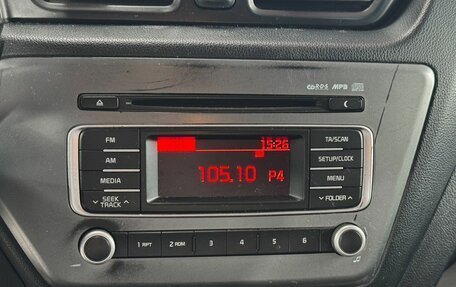 RDS MP3
FM
AM
MEDIA
SEEK
TRACK
15:26
105.10 P4
TA/SCAN
SETUP/CLOCK
MENU
FOLDER
1 RPT
2 RDM
3
4
5
6